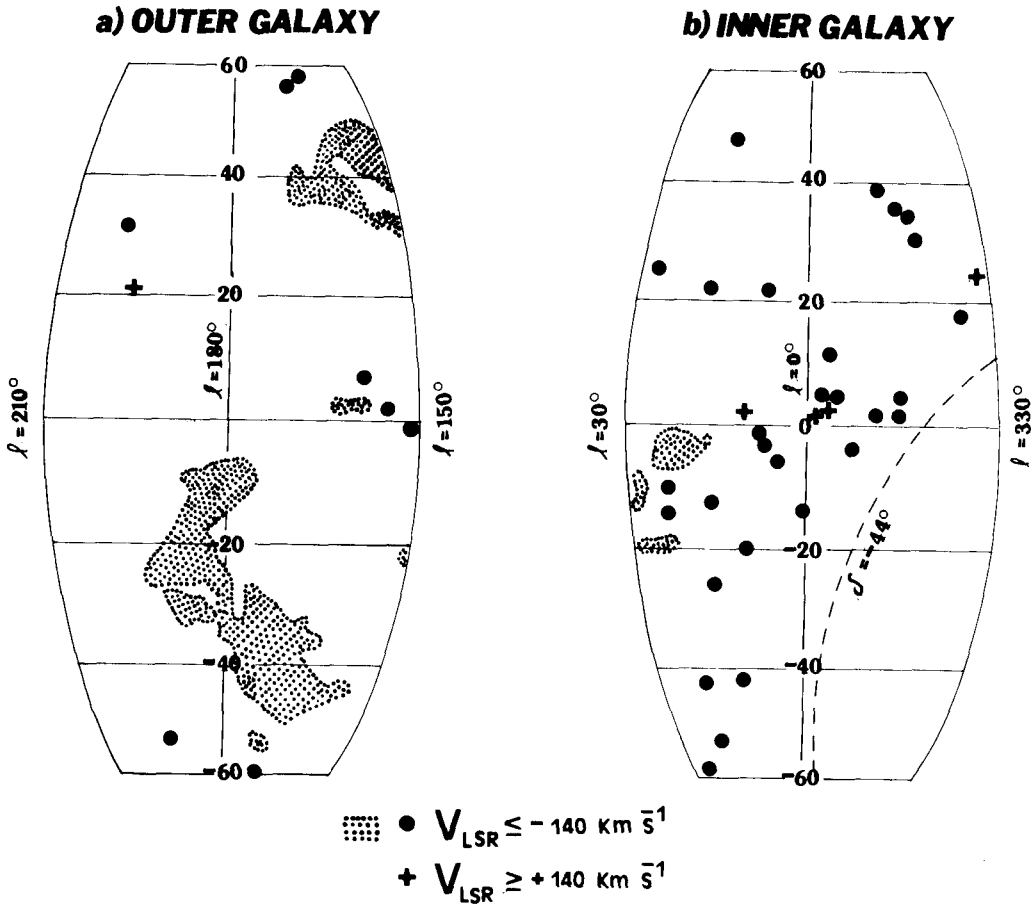 a) OUTER GALAXY
b) INNER GALAXY
60
40
20
ℓ = 180°
ℓ = 210°
ℓ = 150°
-20
-40
-60
60
40
20
ℓ = 0°
0
ℓ = 30°
ℓ = 330°
-20
δ = -44°
-40
-60
V_LSR ≤ - 140 Km s̄¹
V_LSR ≥ + 140 Km s̄¹